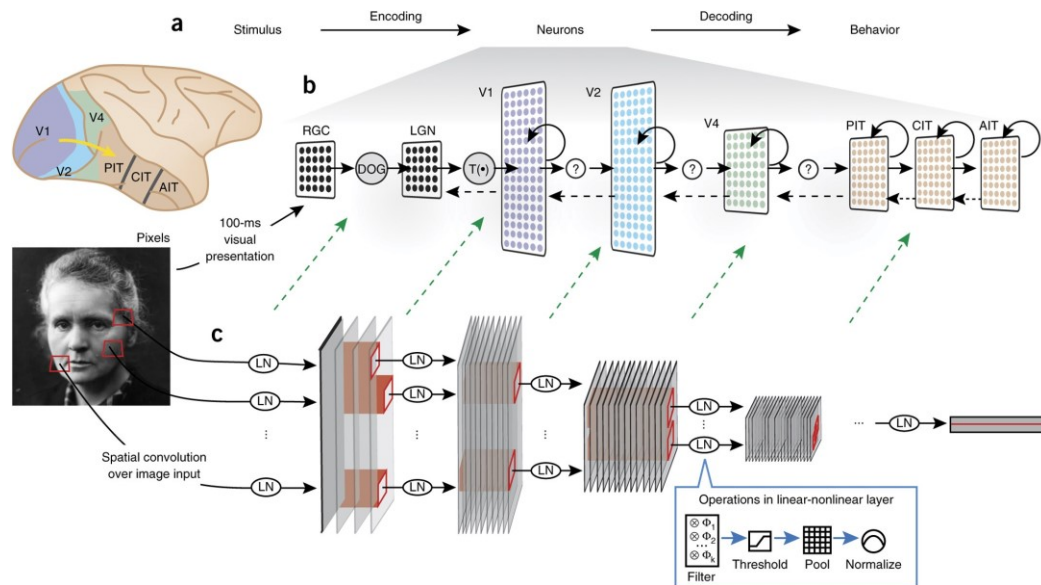 a
Stimulus
Encoding
Neurons
Decoding
Behavior
b
V1
V2
V4
PIT
CIT
AIT
RGC
LGN
V1
V2
V4
PIT
CIT
AIT
DOG
T(•)
?
?
?
100-ms
visual
presentation
Pixels
c
LN
LN
LN
LN
LN
LN
LN
LN
LN
LN
LN
...
...
...
...
...
Spatial convolution
over image input
Operations in linear-nonlinear layer
⊗ Φ1
⊗ Φ2
...
⊗ Φk
Filter
Threshold
Pool
Normalize